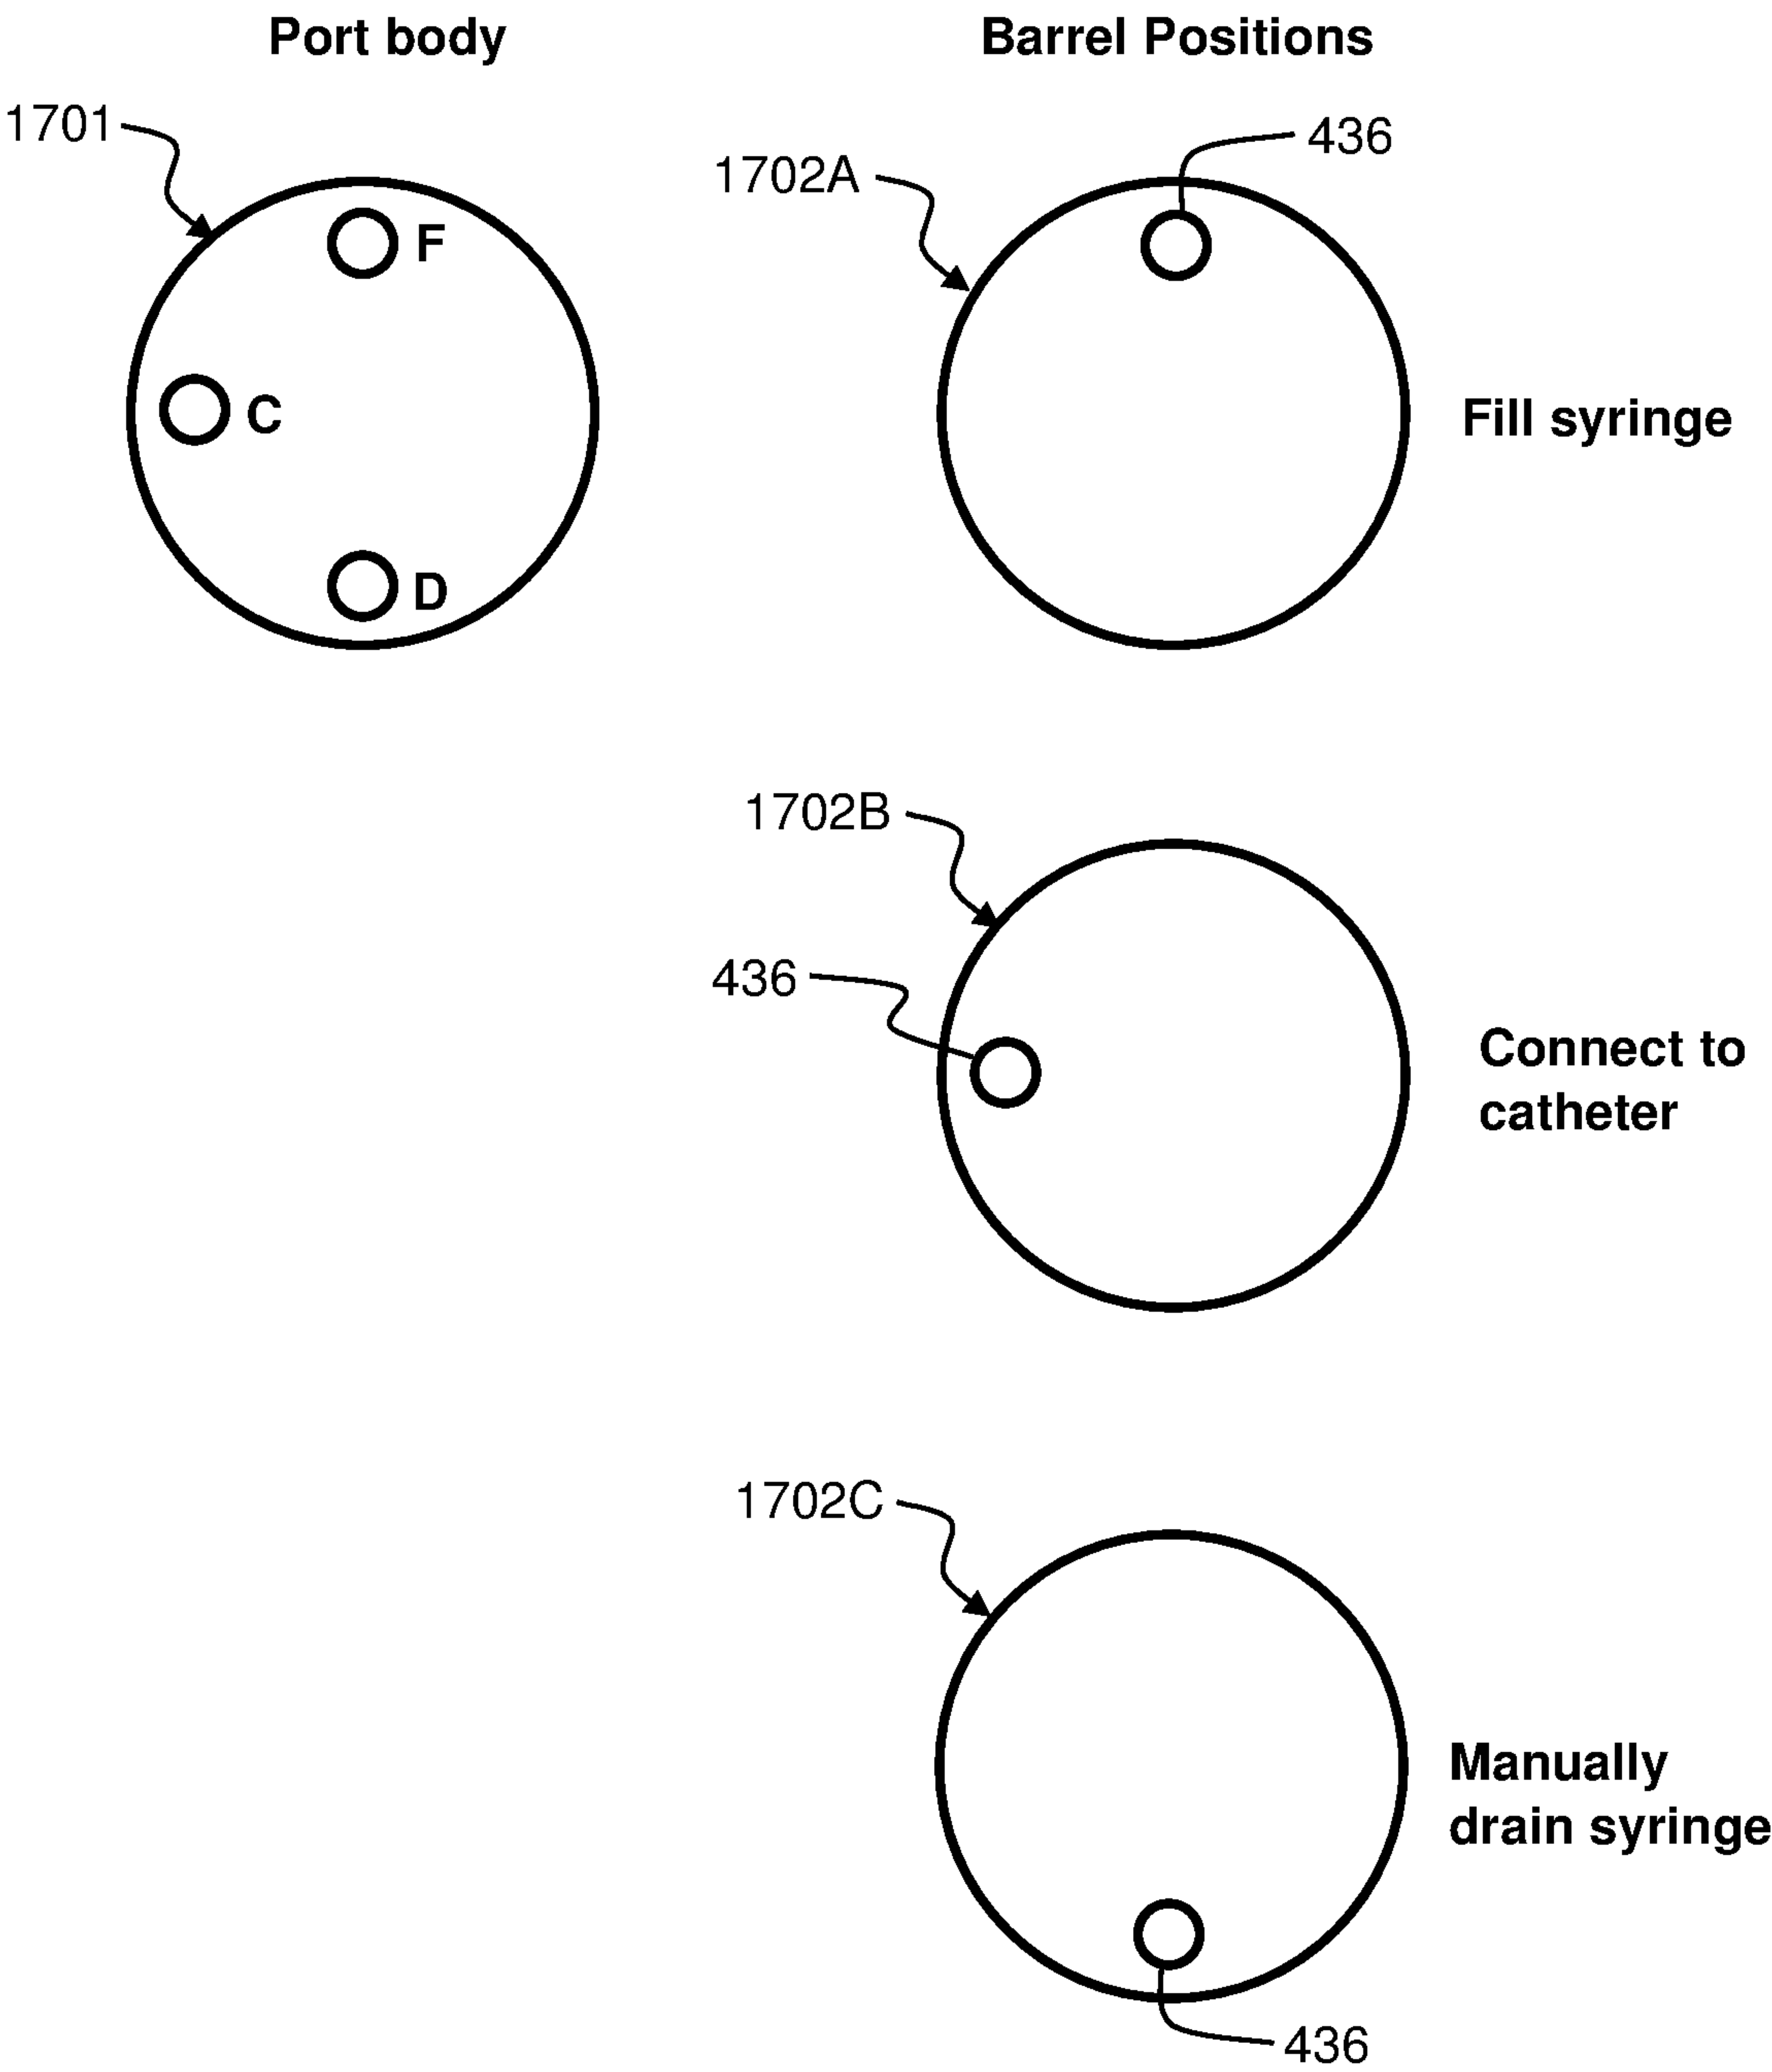 Port body
Barrel Positions
1701
F
C
D
1702A
436
Fill syringe
1702B
436
Connect to
catheter
1702C
Manually
drain syringe
436